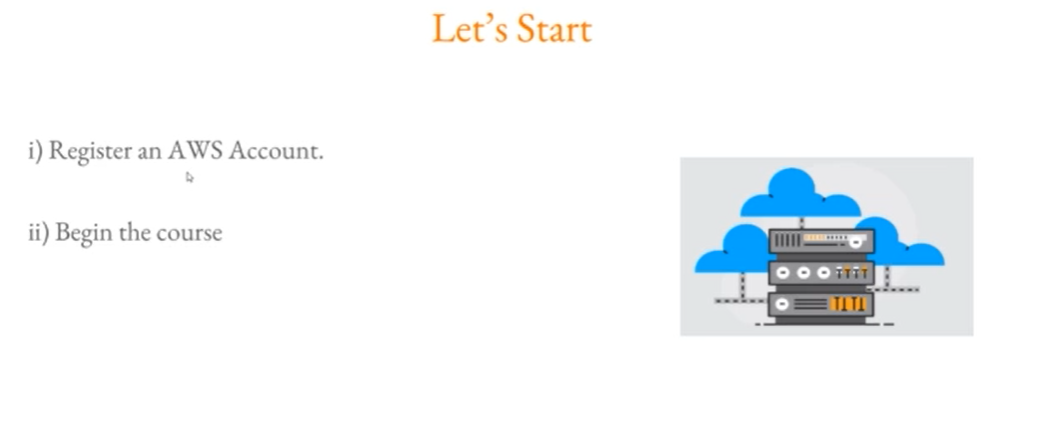 Let’s Start
i) Register an AWS Account.
ii) Begin the course